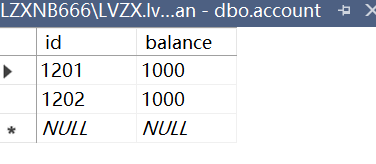 LZXNB666\LVZX.lv...an - dbo.account
id balance
1201 1000
1202 1000
NULL NULL